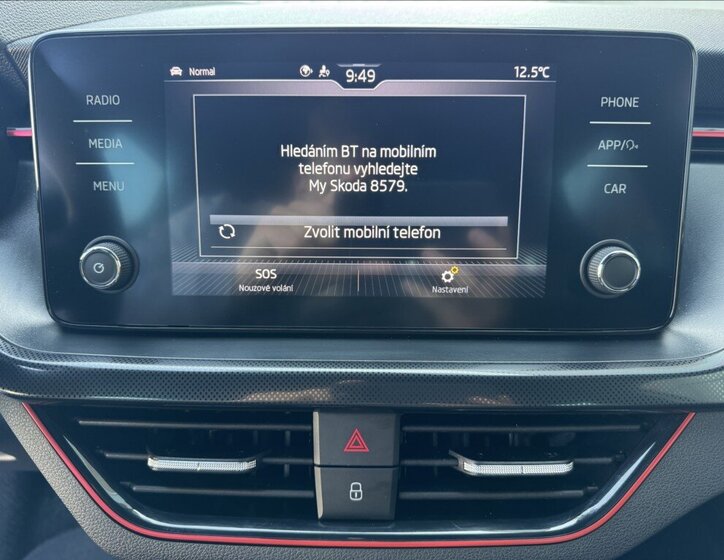 Normal 9:49 12.5°C
RADIO
MEDIA
MENU
Hledáním BT na mobilním
telefonu vyhledejte
My Skoda 8579.
Zvolit mobilní telefon
SOS
Nouzové volání
Nastavení
PHONE
APP/
CAR